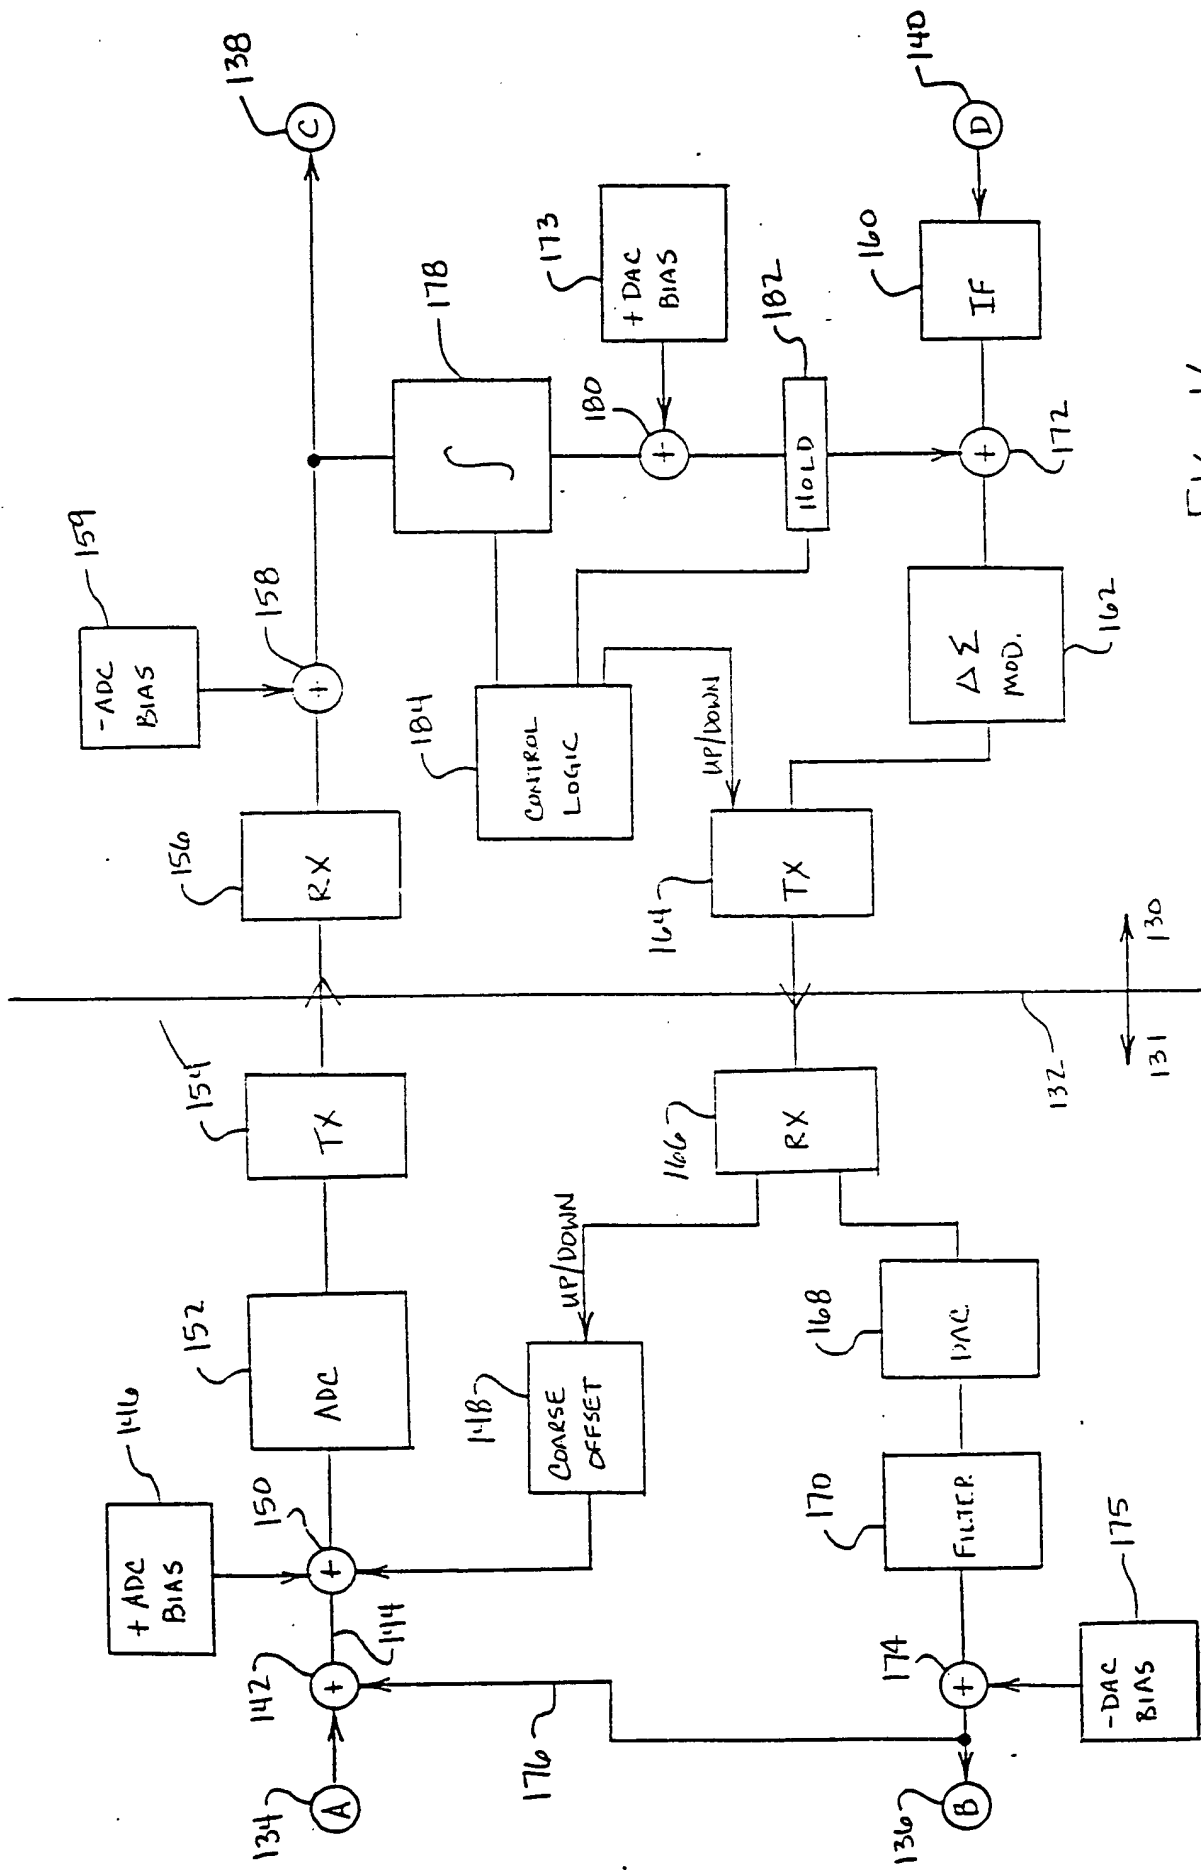 138
C
140
D
+ DAC
BIAS
173
178
∫
180
+
182
HOLD
160
IF
+
172
-ADC
BIAS
159
158
+
184
CONTROL
LOGIC
UP/DOWN
Δ Σ
MOD.
162
156
RX
164
TX
130
131
132
154
TX
166
RX
UP/DOWN
152
ADC
148
COARSE
OFFSET
168
DAC
+ ADC
BIAS
146
150
+
144
142
+
170
FILTER
174
+
-DAC
BIAS
175
176
134
A
136
B